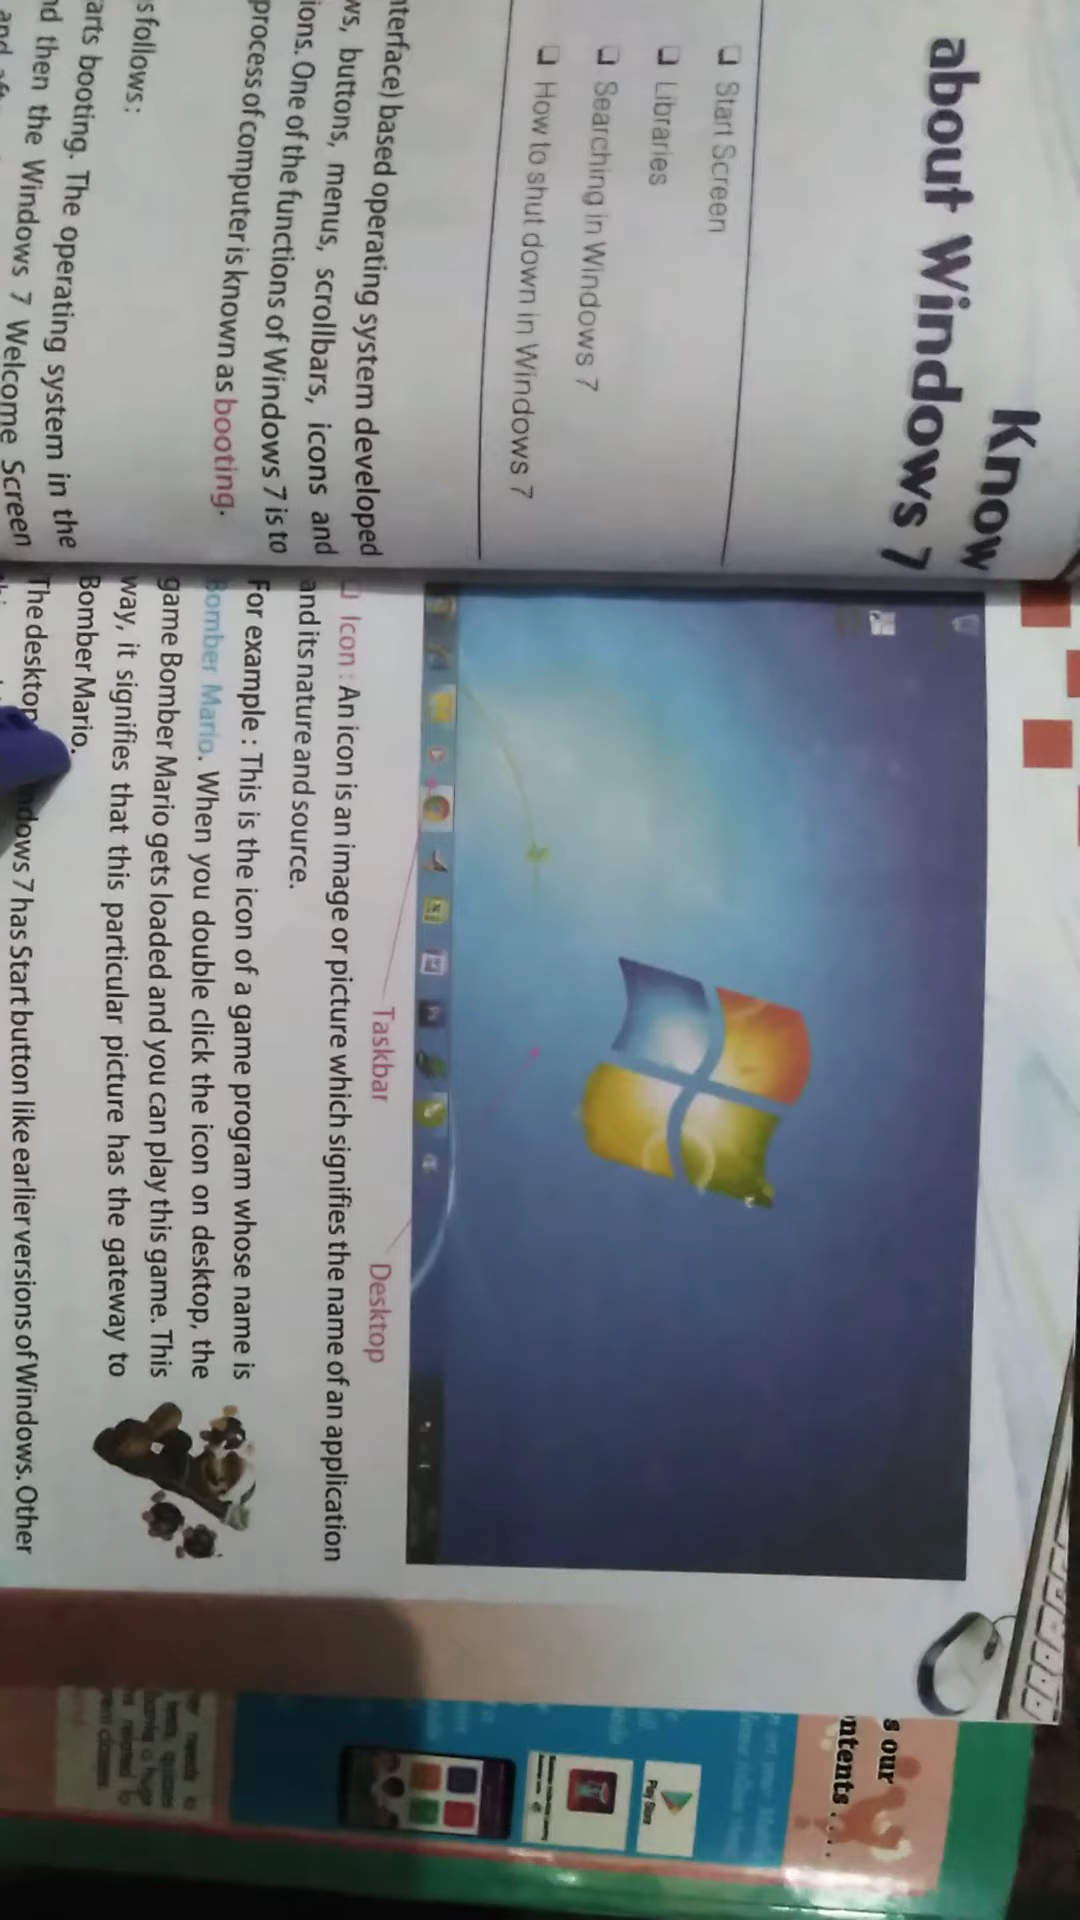 Know
about Windows 7
❑ Start Screen
❑ Libraries
❑ Searching in Windows 7
❑ How to shut down in Windows 7
nterface) based operating system developed
ws, buttons, menus, scrollbars, icons and
ions. One of the functions of Windows 7 is to
process of computer is known as booting.
s follows :
arts booting. The operating system in the
nd then the Windows 7 Welcome Screen
Taskbar
Desktop
❑ Icon : An icon is an image or picture which signifies the name of an application
and its nature and source.
For example : This is the icon of a game program whose name is
Bomber Mario. When you double click the icon on desktop, the
game Bomber Mario gets loaded and you can play this game. This
way, it signifies that this particular picture has the gateway to
Bomber Mario.
The desktop ndows 7 has Start button like earlier versions of Windows. Other
s our
ntents . . .
Play Store